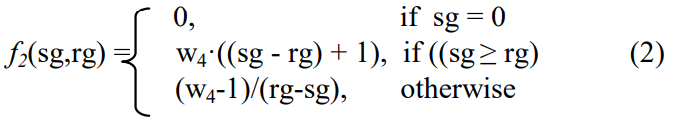 0, if sg = 0
f₂(sg,rg) = w₄·((sg - rg) + 1), if ((sg ≥ rg) (2)
(w₄-1)/(rg-sg), otherwise